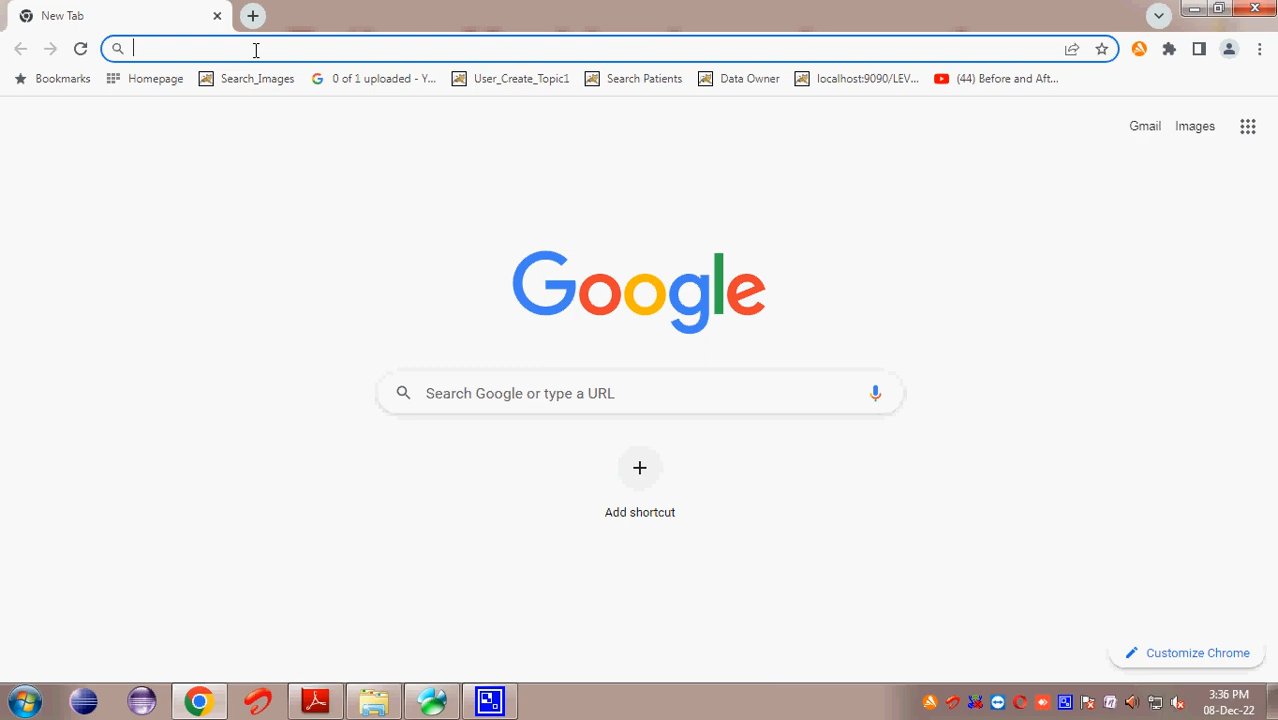 New Tab
Bookmarks Homepage Search_Images 0 of 1 uploaded - Y... User_Create_Topic1 Search Patients Data Owner localhost:9090/LEV... (44) Before and Aft...
Gmail Images
Google
Search Google or type a URL
Add shortcut
Customize Chrome
3:36 PM
08-Dec-22